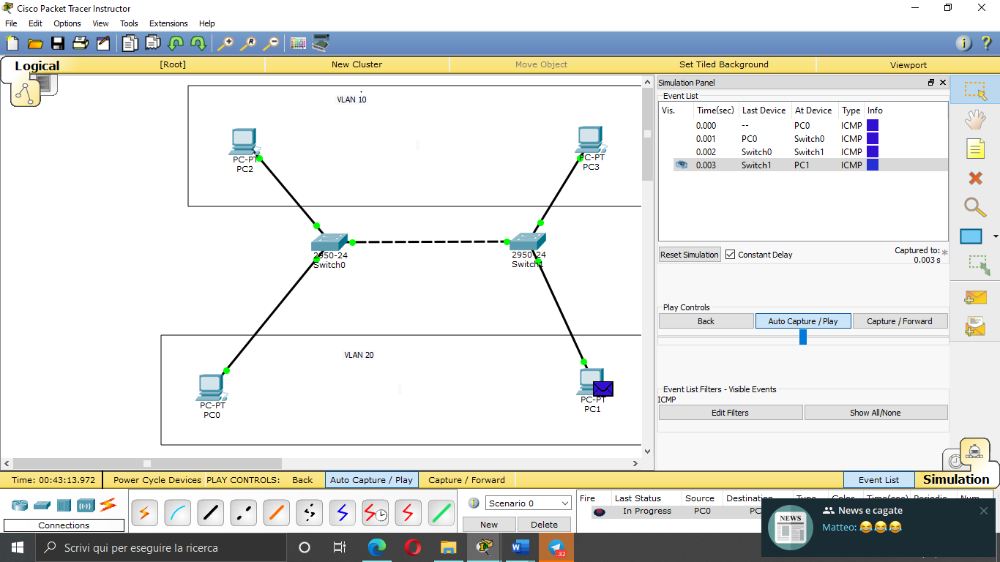 Cisco Packet Tracer Instructor
File Edit Options View Tools Extensions Help
Logical [Root] New Cluster Move Object Set Tiled Background Viewport
VLAN 10
PC-PT
PC2
PC-PT
PC3
2950-24
Switch0
2950-24
Switch1
VLAN 20
PC-PT
PC0
PC-PT
PC1
Simulation Panel
Event List
Vis. Time(sec) Last Device At Device Type Info
0.000 -- PC0 ICMP
0.001 PC0 Switch0 ICMP
0.002 Switch0 Switch1 ICMP
0.003 Switch1 PC1 ICMP
Reset Simulation Constant Delay Captured to: *
0.003 s
Play Controls
Back Auto Capture / Play Capture / Forward
Event List Filters - Visible Events
ICMP
Edit Filters Show All/None
Time: 00:43:13.972 Power Cycle Devices PLAY CONTROLS: Back Auto Capture / Play Capture / Forward Event List Simulation
Connections
Scenario 0
New Delete
Fire Last Status Source Destination Type Color Time(sec) Periodic Num
In Progress PC0
NEWS
News e cagate
Matteo: 😂😂😂
Scrivi qui per eseguire la ricerca
32